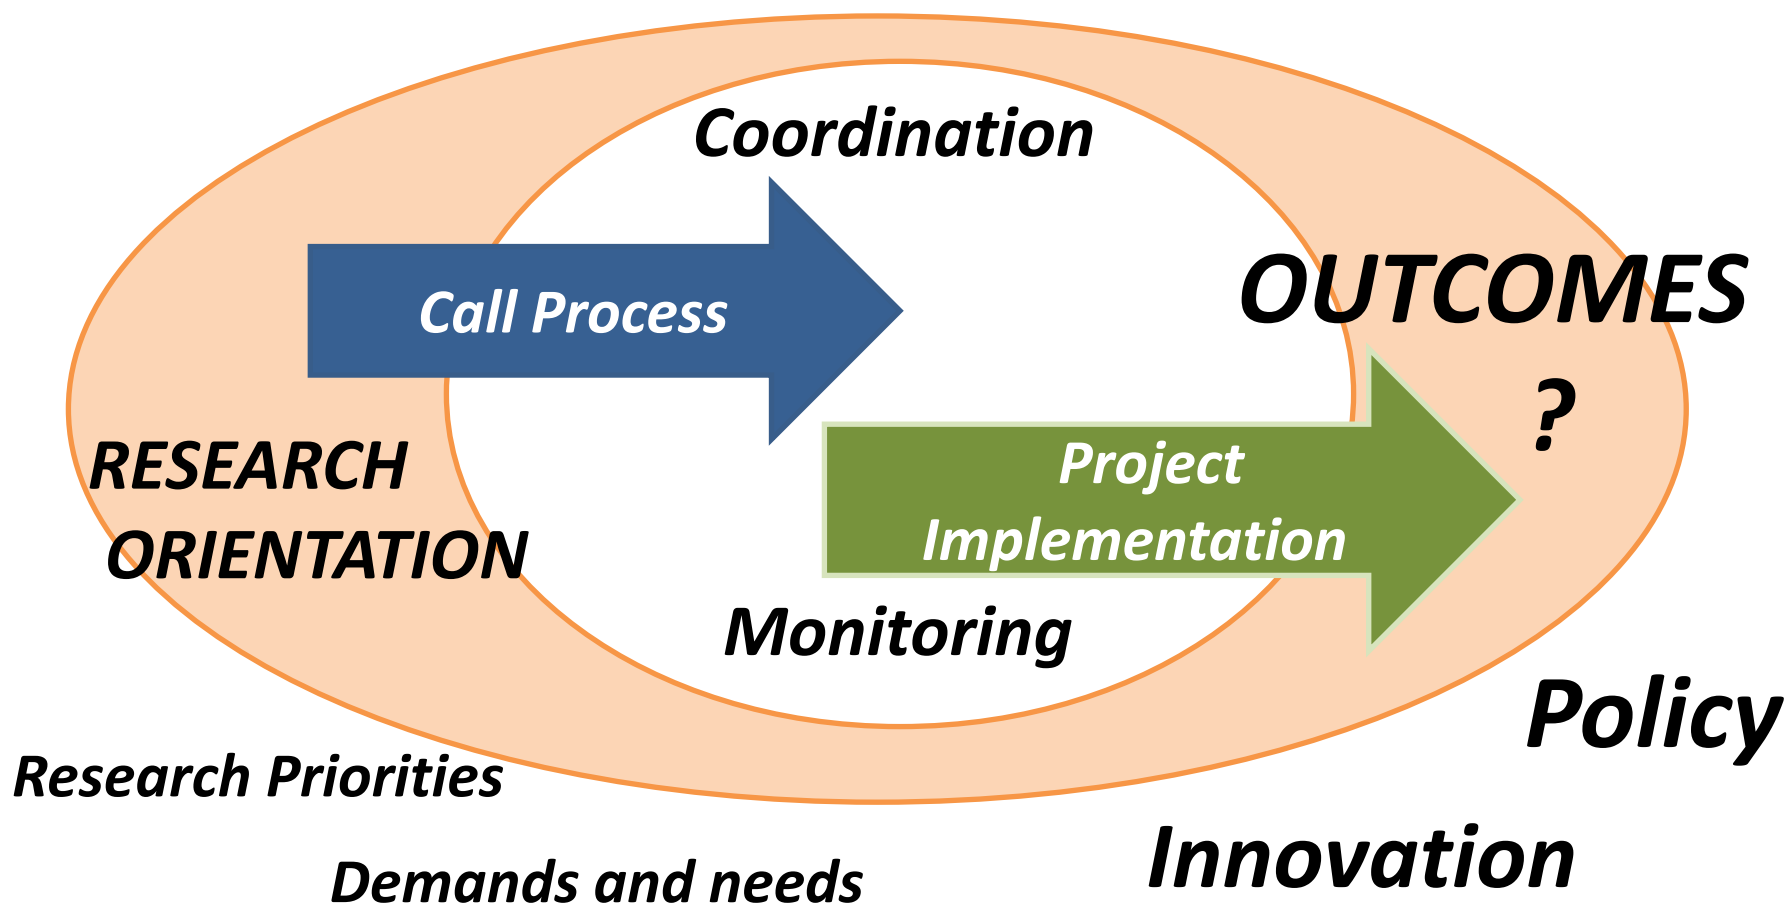 Coordination
Call Process
OUTCOMES
?
RESEARCH
ORIENTATION
Project
Implementation
Monitoring
Policy
Research Priorities
Innovation
Demands and needs